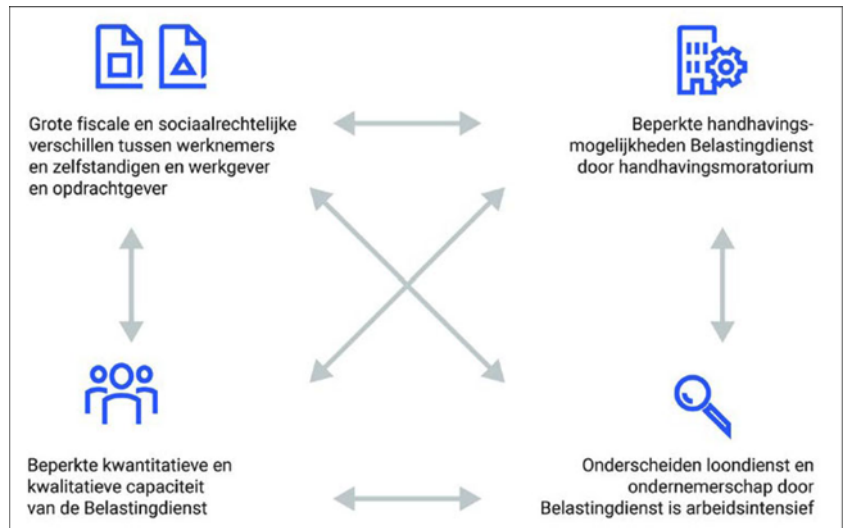 Grote fiscale en sociaalrechtelijke
verschillen tussen werknemers
en zelfstandigen en werkgever
en opdrachtgever
Beperkte handhavings-
mogelijkheden Belastingdienst
door handhavingsmoratorium
Beperkte kwantitatieve en
kwalitatieve capaciteit
van de Belastingdienst
Onderscheiden loondienst en
ondernemerschap door
Belastingdienst is arbeidsintensief